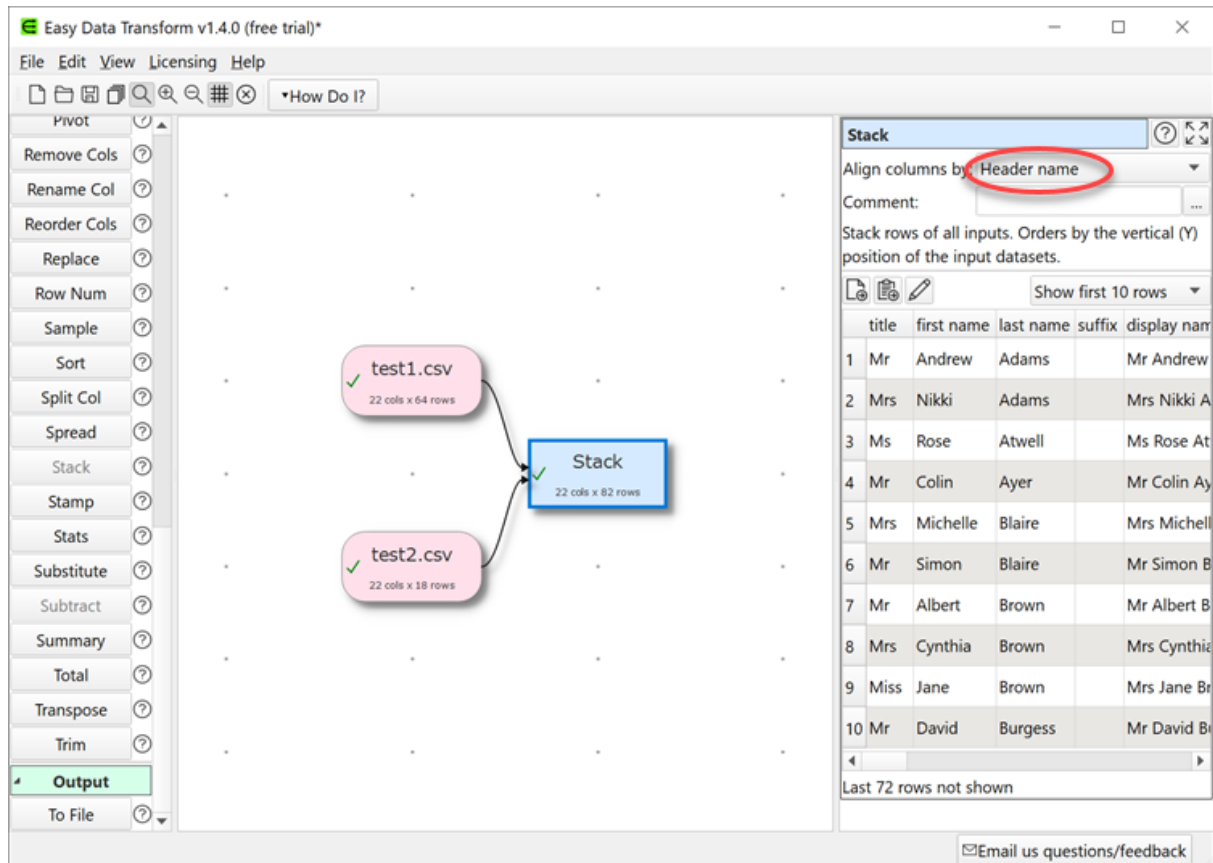 Easy Data Transform v1.4.0 (free trial)*
File Edit View Licensing Help
▾How Do I?
Pivot
Remove Cols
Rename Col
Reorder Cols
Replace
Row Num
Sample
Sort
Split Col
Spread
Stack
Stamp
Stats
Substitute
Subtract
Summary
Total
Transpose
Trim
Output
To File
test1.csv
22 cols x 64 rows
test2.csv
22 cols x 18 rows
Stack
22 cols x 82 rows
Stack
Align columns by: Header name
Comment: ...
Stack rows of all inputs. Orders by the vertical (Y)
position of the input datasets.
Show first 10 rows
title first name last name suffix display nam
1 Mr Andrew Adams Mr Andrew
2 Mrs Nikki Adams Mrs Nikki A
3 Ms Rose Atwell Ms Rose At
4 Mr Colin Ayer Mr Colin Ay
5 Mrs Michelle Blaire Mrs Michell
6 Mr Simon Blaire Mr Simon B
7 Mr Albert Brown Mr Albert B
8 Mrs Cynthia Brown Mrs Cynthia
9 Miss Jane Brown Mrs Jane Br
10 Mr David Burgess Mr David B
Last 72 rows not shown
Email us questions/feedback